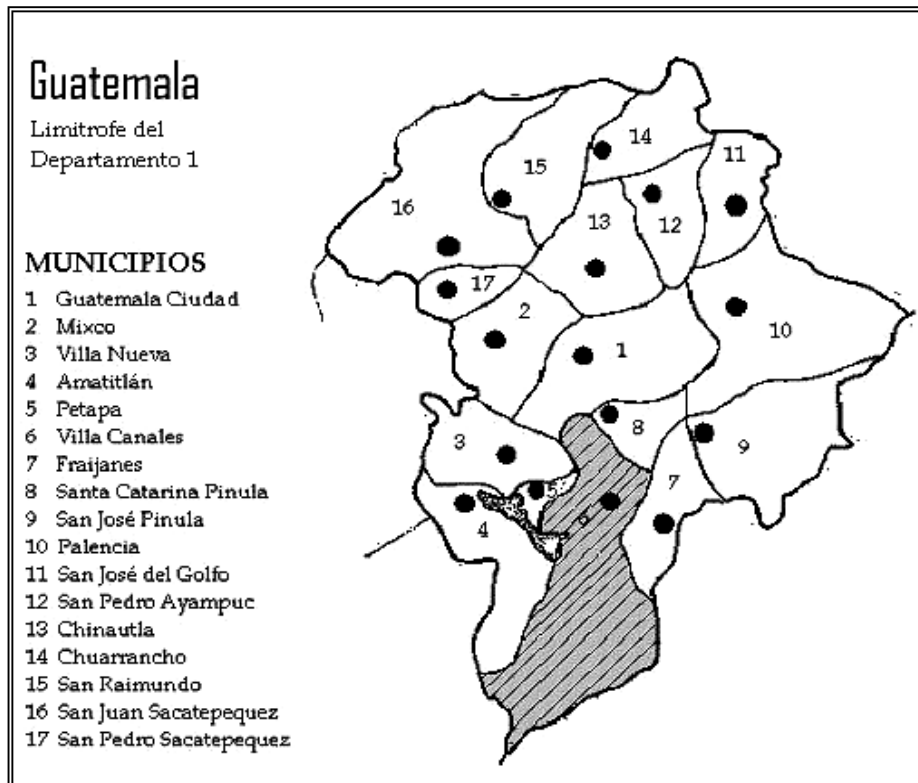 Guatemala
Limitrofe del
Departamento 1
MUNICIPIOS
1 Guatemala Ciudad
2 Mixco
3 Villa Nueva
4 Amatitlán
5 Petapa
6 Villa Canales
7 Fraijanes
8 Santa Catarina Pinula
9 San José Pinula
10 Palencia
11 San José del Golfo
12 San Pedro Ayampuc
13 Chinautla
14 Chuarrancho
15 San Raimundo
16 San Juan Sacatepequez
17 San Pedro Sacatepequez
14
11
15
16
13
12
17
2
10
1
8
3
9
7
5
6
4